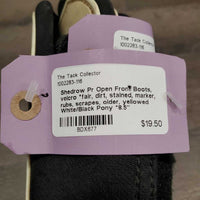 The Tack Collector
1002283-116
The Tack Collector
1002283-116
Shedrow Pr Open Front Boots,
velcro *fair, dirt, stained, marker,
rubs, scrapes, older, yellowed
White/Black Pony *8.5"
$19.50
BDX677